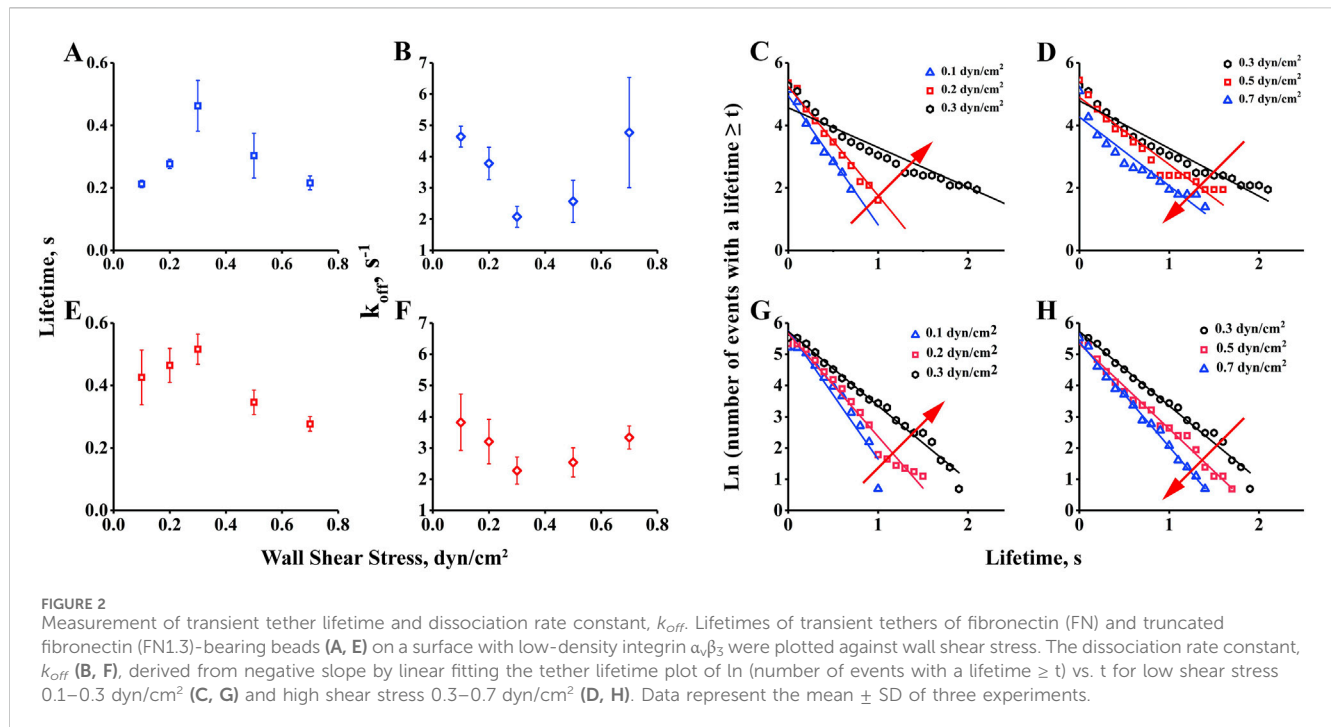 A
B
C
D
0.6
0.4
0.2
0.0
0.0 0.2 0.4 0.6 0.8
7
6
5
4
3
2
1
0.0 0.2 0.4 0.6 0.8
6
4
2
0
0 1 2
0.1 dyn/cm²
0.2 dyn/cm²
0.3 dyn/cm²
6
4
2
0
0 1 2
0.3 dyn/cm²
0.5 dyn/cm²
0.7 dyn/cm²
Lifetime, s
k_off, s⁻¹
Ln (number of events with a lifetime ≥ t)
E
F
G
H
0.6
0.4
0.2
0.0
0.0 0.2 0.4 0.6 0.8
7
6
5
4
3
2
1
0.0 0.2 0.4 0.6 0.8
6
5
4
3
2
1
0
0 1 2
0.1 dyn/cm²
0.2 dyn/cm²
0.3 dyn/cm²
6
5
4
3
2
1
0
0 1 2
0.3 dyn/cm²
0.5 dyn/cm²
0.7 dyn/cm²
Wall Shear Stress, dyn/cm²
Lifetime, s
FIGURE 2
Measurement of transient tether lifetime and dissociation rate constant, k_off. Lifetimes of transient tethers of fibronectin (FN) and truncated
fibronectin (FN1.3)-bearing beads (A, E) on a surface with low-density integrin αᵥβ₃ were plotted against wall shear stress. The dissociation rate constant,
k_off (B, F), derived from negative slope by linear fitting the tether lifetime plot of ln (number of events with a lifetime ≥ t) vs. t for low shear stress
0.1–0.3 dyn/cm² (C, G) and high shear stress 0.3–0.7 dyn/cm² (D, H). Data represent the mean ± SD of three experiments.